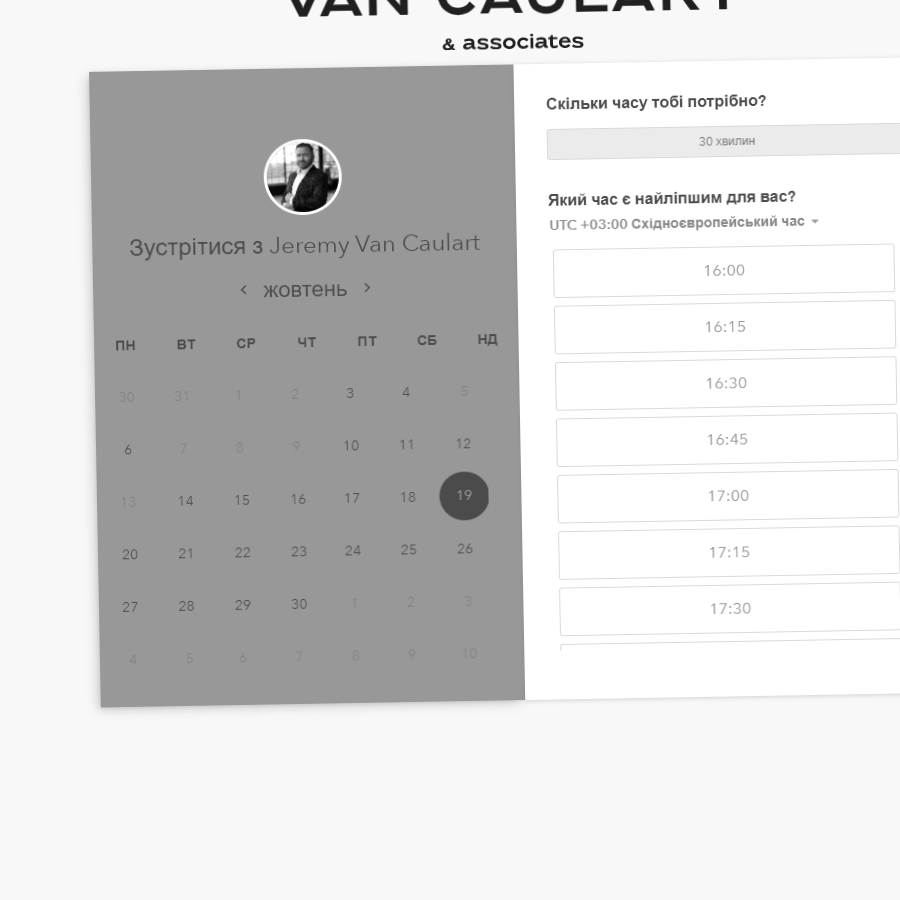 VAN CAULART
& associates
Зустрітися з Jeremy Van Caulart
< жовтень >
ПН ВТ СР ЧТ ПТ СБ НД
30 31 1 2 3 4 5
6 7 8 9 10 11 12
13 14 15 16 17 18 19
20 21 22 23 24 25 26
27 28 29 30 1 2 3
4 5 6 7 8 9 10
Скільки часу тобі потрібно?
30 хвилин
Який час є найліпшим для вас?
UTC +03:00 Східноєвропейський час
16:00
16:15
16:30
16:45
17:00
17:15
17:30